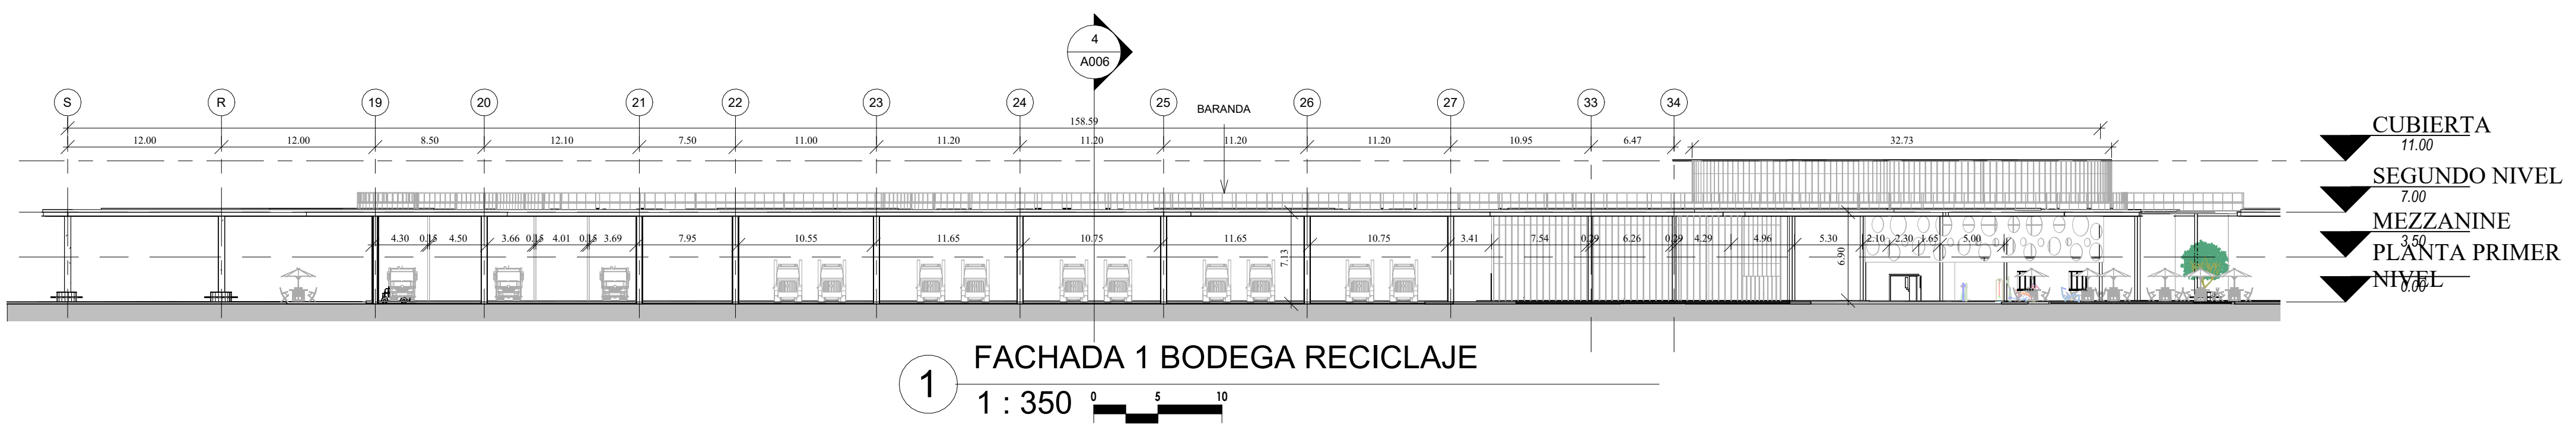 4
A006
S R 19 20 21 22 23 24 25 26 27 33 34
BARANDA
158.59
12.00 12.00 8.50 12.10 7.50 11.00 11.20 11.20 11.20 11.20 10.95 6.47 32.73
4.30 0.15 4.50 3.66 0.15 4.01 0.15 3.69 7.95 10.55 11.65 10.75 11.65 10.75 3.41 7.54 0.29 6.26 0.29 4.29 4.96 5.30 2.10 2.30 1.65 5.00
7.13
6.90
CUBIERTA
11.00
SEGUNDO NIVEL
7.00
MEZZANINE
3.50
PLANTA PRIMER
NIVEL
0.00
1
FACHADA 1 BODEGA RECICLAJE
1 : 350
0 5 10